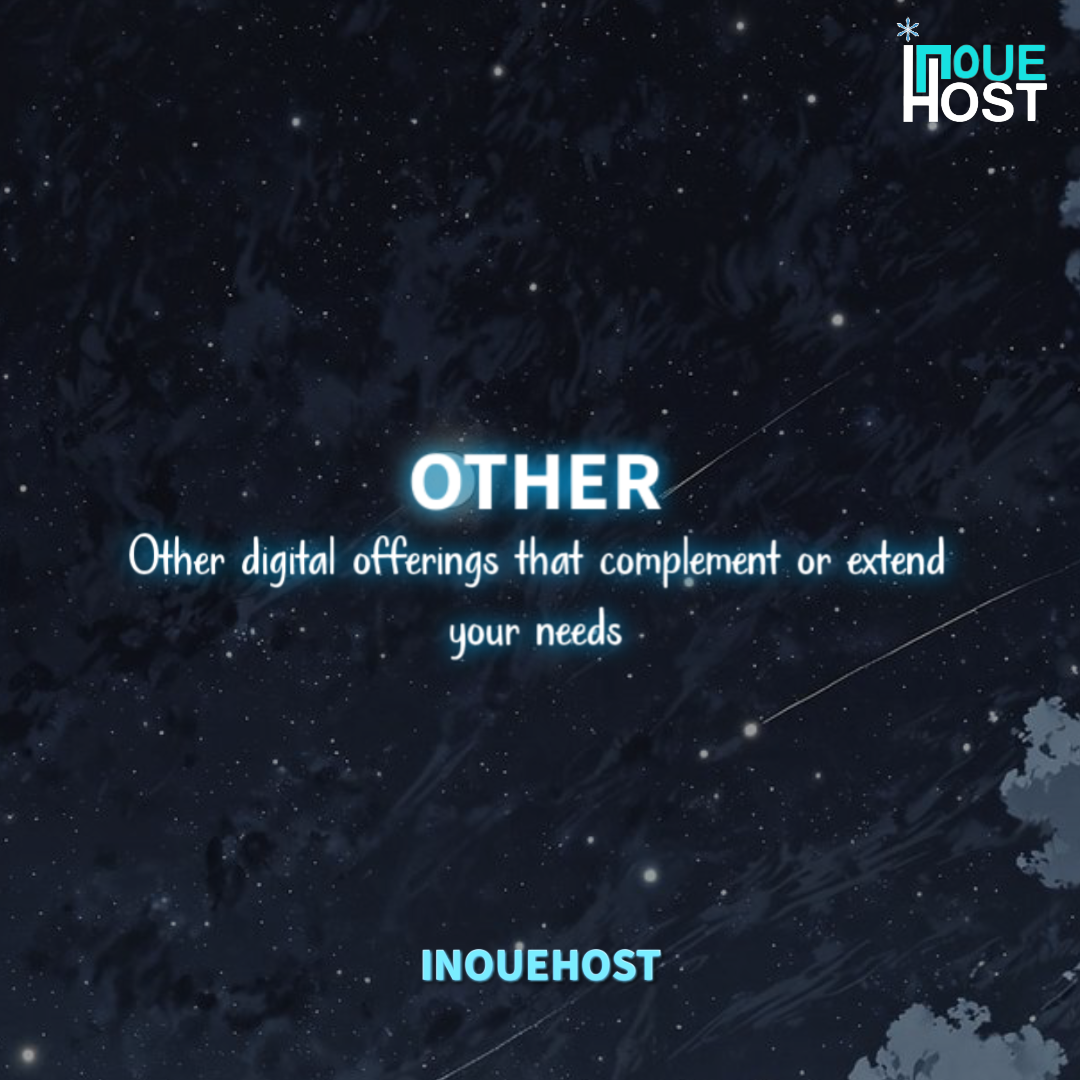 INOUE
HOST
OTHER
Other digital offerings that complement or extend
your needs
INOUEHOST